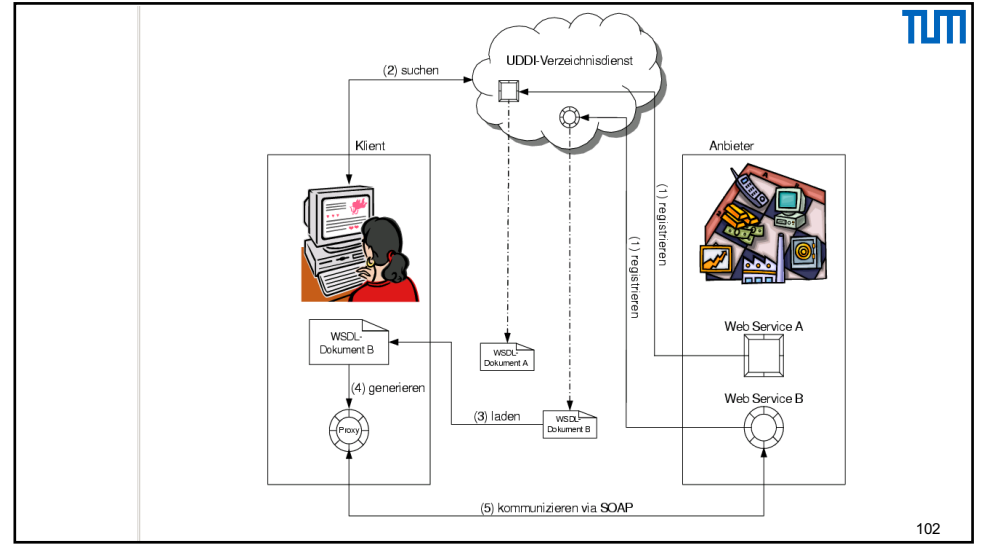 TUM
UDDI-Verzeichnisdienst
(2) suchen
Klient
Anbieter
(1) registrieren
(1) registrieren
WSDL-
Dokument B
WSDL-
Dokument A
Web Service A
(4) generieren
Web Service B
(3) laden
WSDL-
Dokument B
Proxy
(5) kommunizieren via SOAP
102